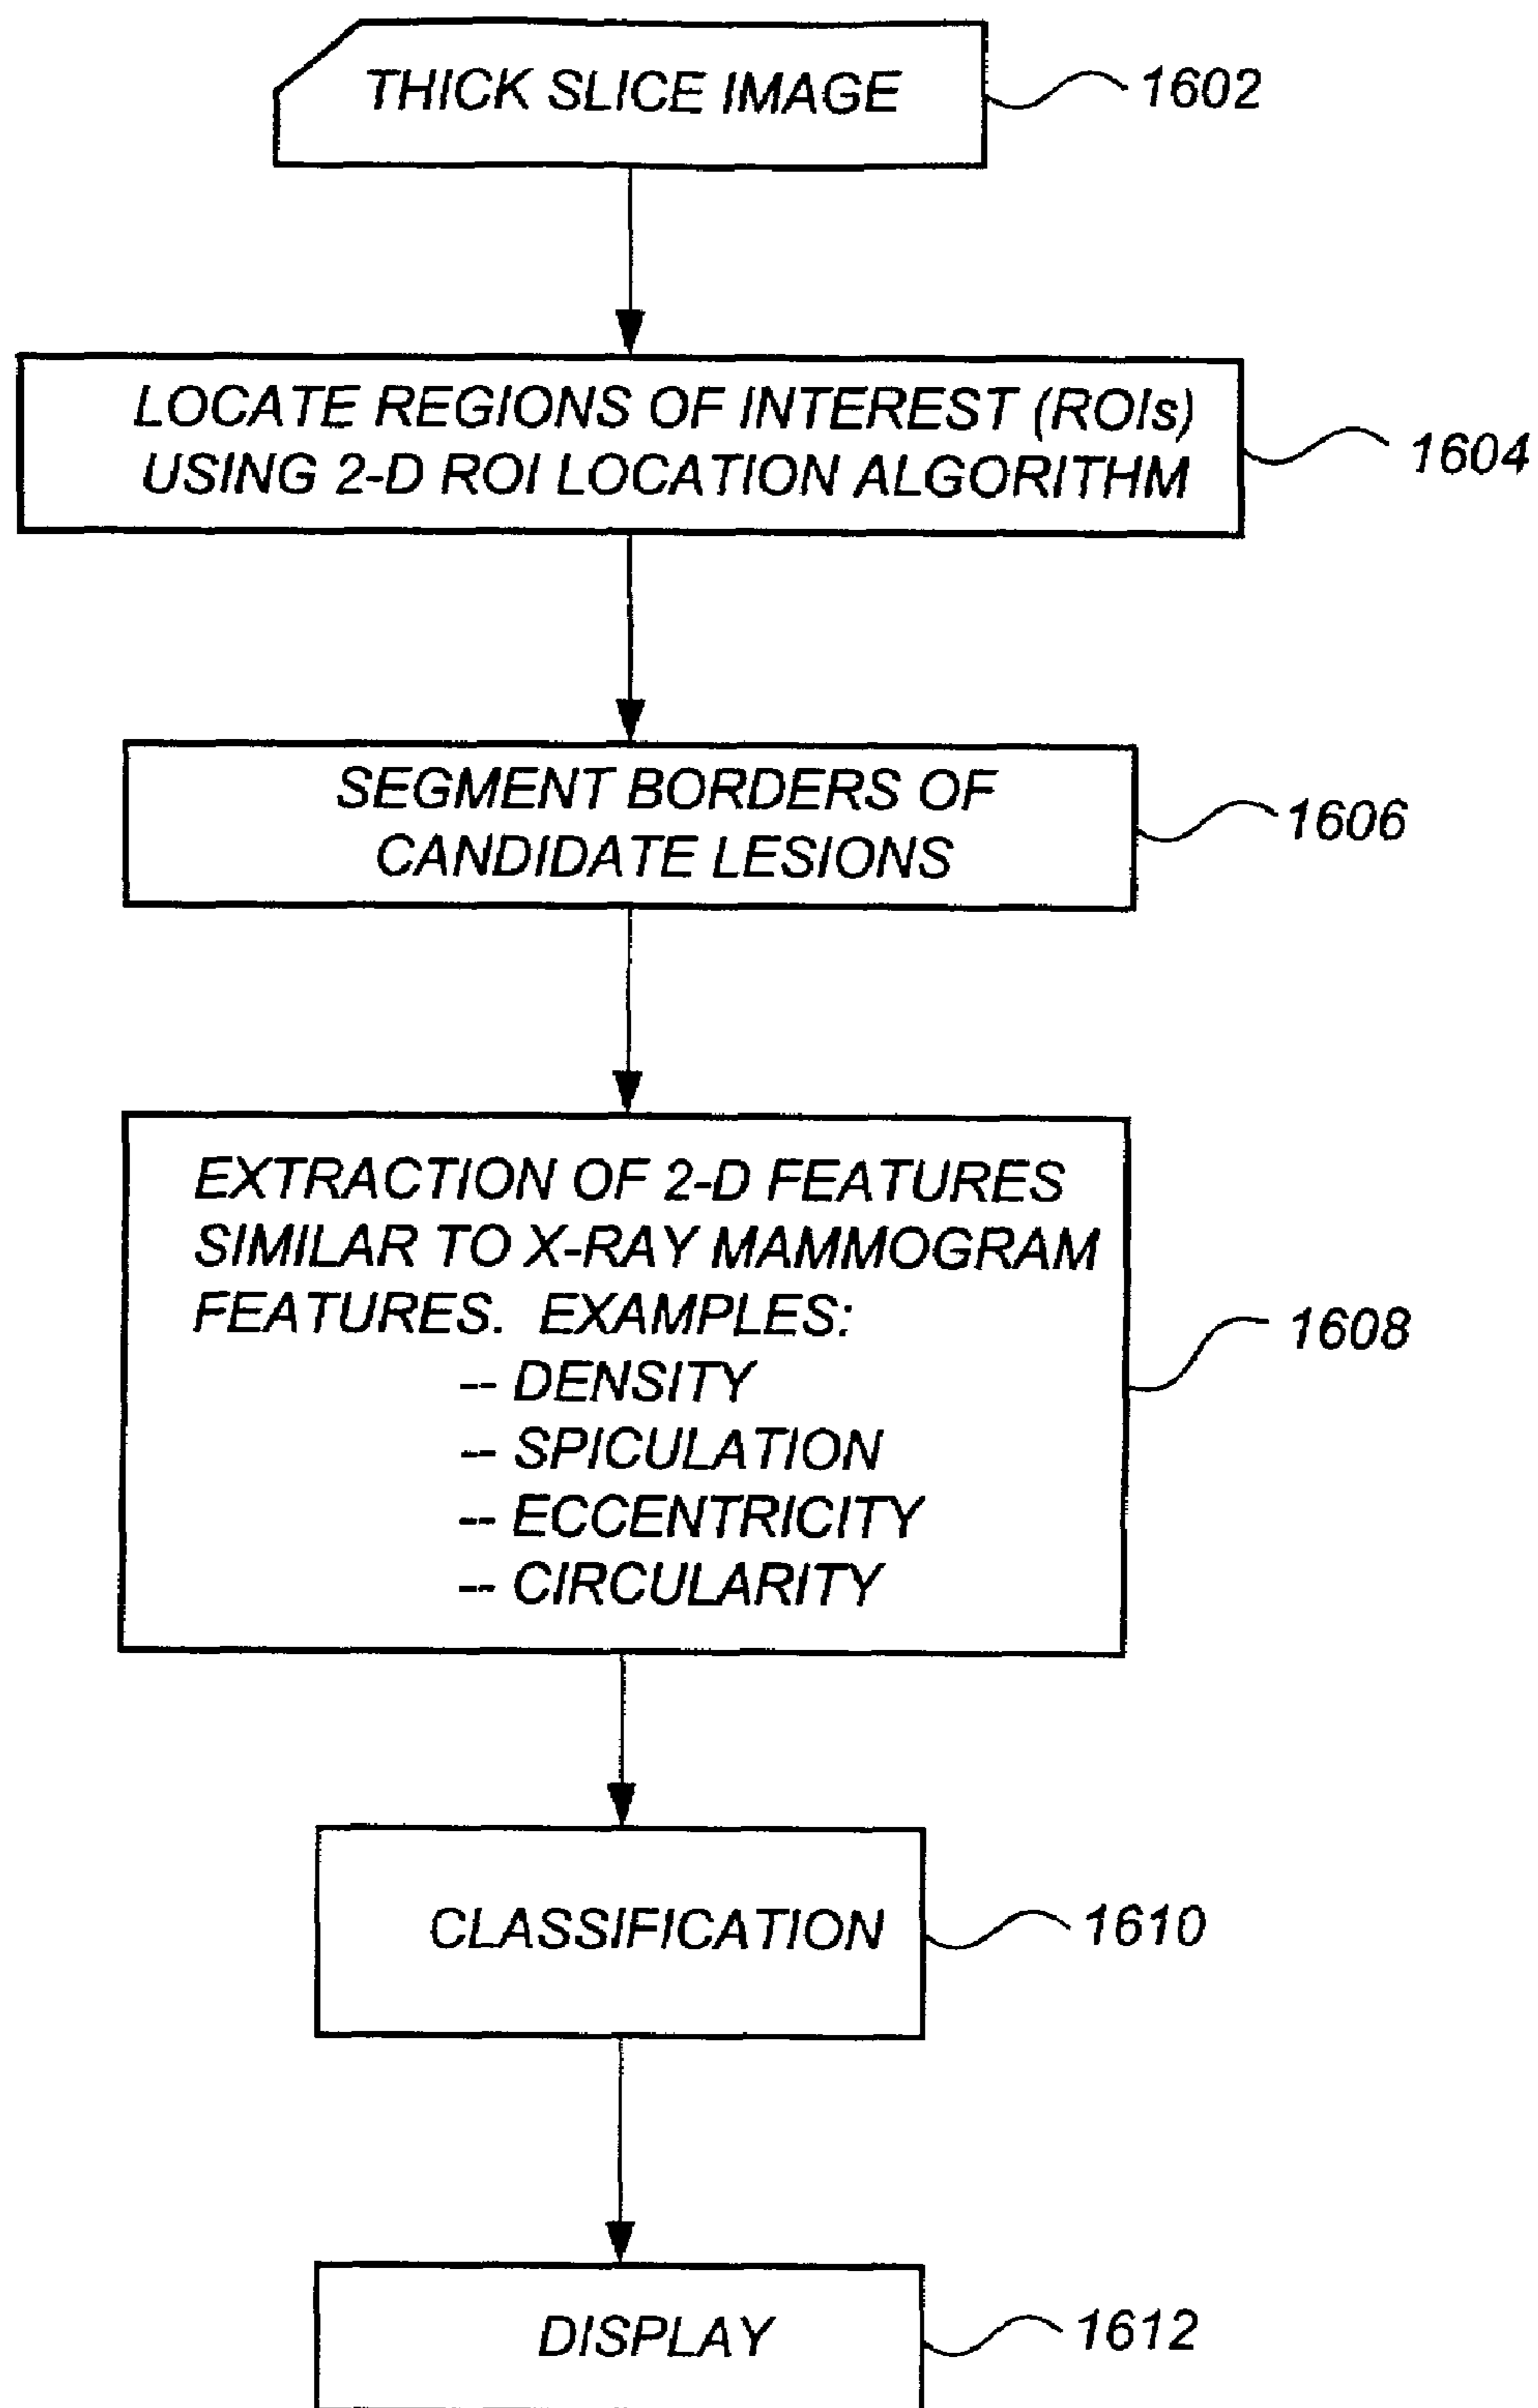 THICK SLICE IMAGE
1602
LOCATE REGIONS OF INTEREST (ROIs)
USING 2-D ROI LOCATION ALGORITHM
1604
SEGMENT BORDERS OF
CANDIDATE LESIONS
1606
EXTRACTION OF 2-D FEATURES
SIMILAR TO X-RAY MAMMOGRAM
FEATURES. EXAMPLES:
-- DENSITY
-- SPICULATION
-- ECCENTRICITY
-- CIRCULARITY
1608
CLASSIFICATION
1610
DISPLAY
1612